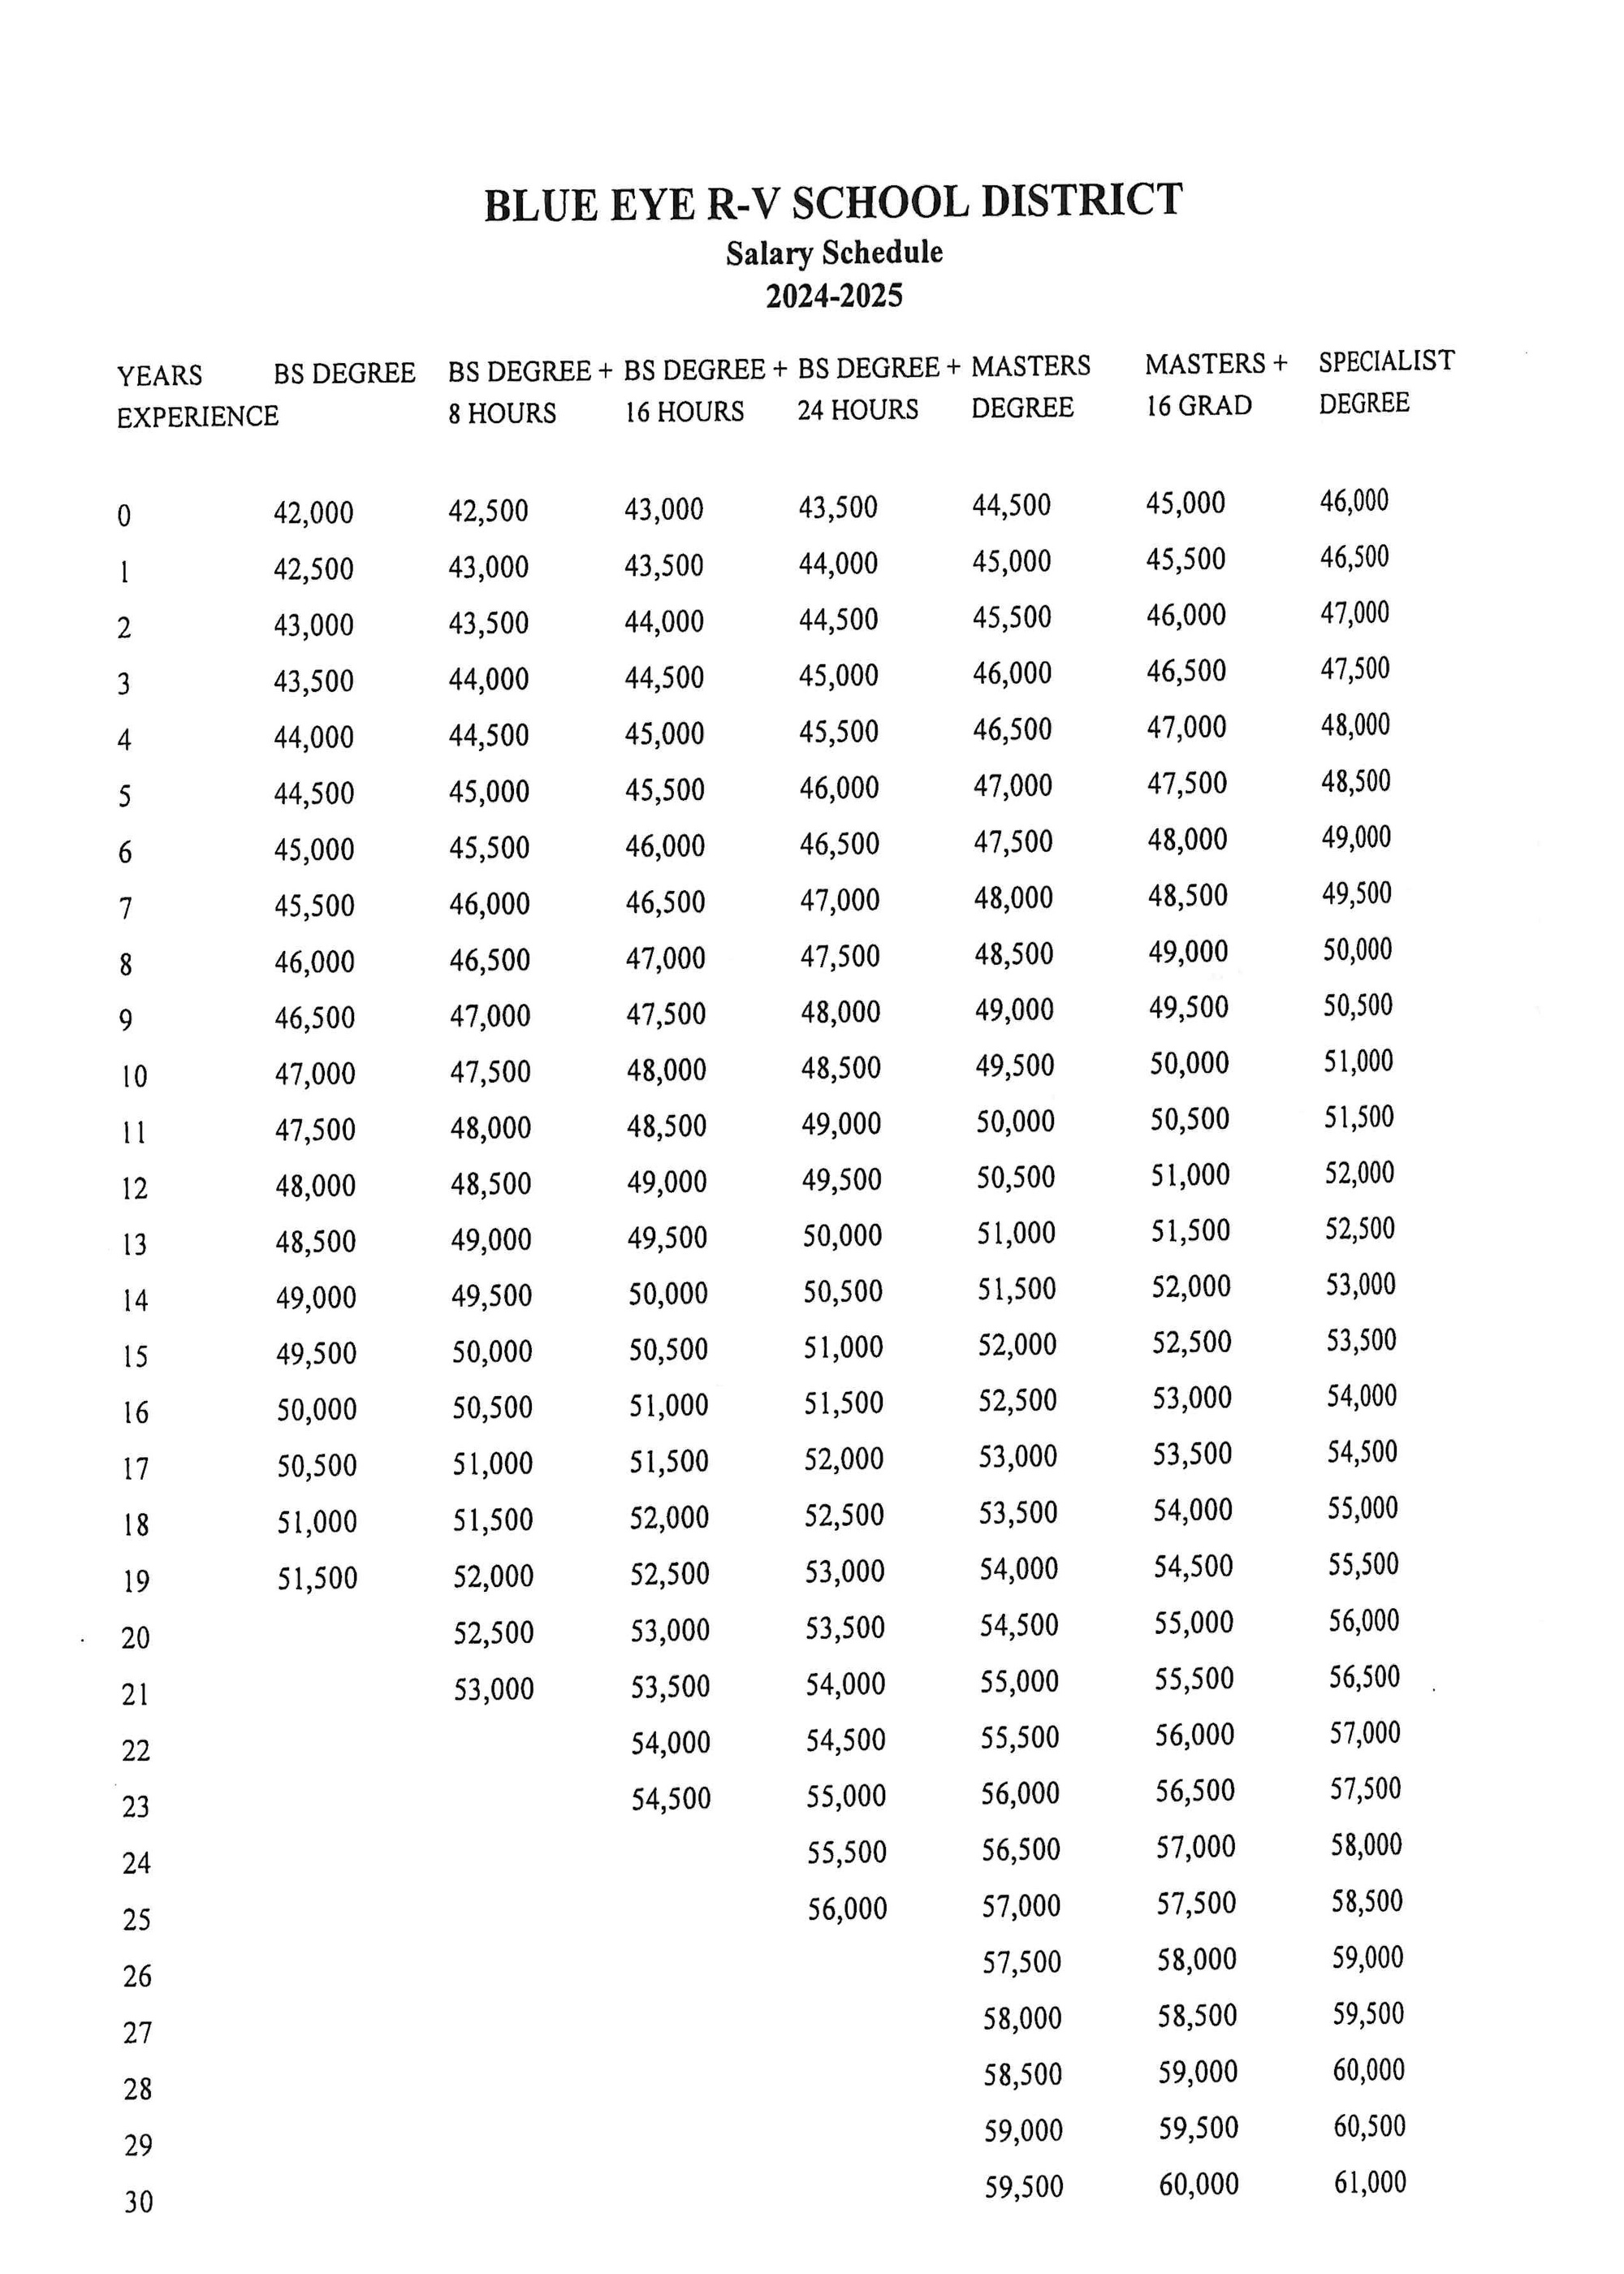 BLUE EYE R-V SCHOOL DISTRICT
Salary Schedule
2024-2025
YEARS BS DEGREE BS DEGREE + BS DEGREE + BS DEGREE + MASTERS MASTERS + SPECIALIST
EXPERIENCE 8 HOURS 16 HOURS 24 HOURS DEGREE 16 GRAD DEGREE
0 42,000 42,500 43,000 43,500 44,500 45,000 46,000
1 42,500 43,000 43,500 44,000 45,000 45,500 46,500
2 43,000 43,500 44,000 44,500 45,500 46,000 47,000
3 43,500 44,000 44,500 45,000 46,000 46,500 47,500
4 44,000 44,500 45,000 45,500 46,500 47,000 48,000
5 44,500 45,000 45,500 46,000 47,000 47,500 48,500
6 45,000 45,500 46,000 46,500 47,500 48,000 49,000
7 45,500 46,000 46,500 47,000 48,000 48,500 49,500
8 46,000 46,500 47,000 47,500 48,500 49,000 50,000
9 46,500 47,000 47,500 48,000 49,000 49,500 50,500
10 47,000 47,500 48,000 48,500 49,500 50,000 51,000
11 47,500 48,000 48,500 49,000 50,000 50,500 51,500
12 48,000 48,500 49,000 49,500 50,500 51,000 52,000
13 48,500 49,000 49,500 50,000 51,000 51,500 52,500
14 49,000 49,500 50,000 50,500 51,500 52,000 53,000
15 49,500 50,000 50,500 51,000 52,000 52,500 53,500
16 50,000 50,500 51,000 51,500 52,500 53,000 54,000
17 50,500 51,000 51,500 52,000 53,000 53,500 54,500
18 51,000 51,500 52,000 52,500 53,500 54,000 55,000
19 51,500 52,000 52,500 53,000 54,000 54,500 55,500
20 52,500 53,000 53,500 54,500 55,000 56,000
21 53,000 53,500 54,000 55,000 55,500 56,500
22 54,000 54,500 55,500 56,000 57,000
23 54,500 55,000 56,000 56,500 57,500
24 55,500 56,500 57,000 58,000
25 56,000 57,000 57,500 58,500
26 57,500 58,000 59,000
27 58,000 58,500 59,500
28 58,500 59,000 60,000
29 59,000 59,500 60,500
30 59,500 60,000 61,000